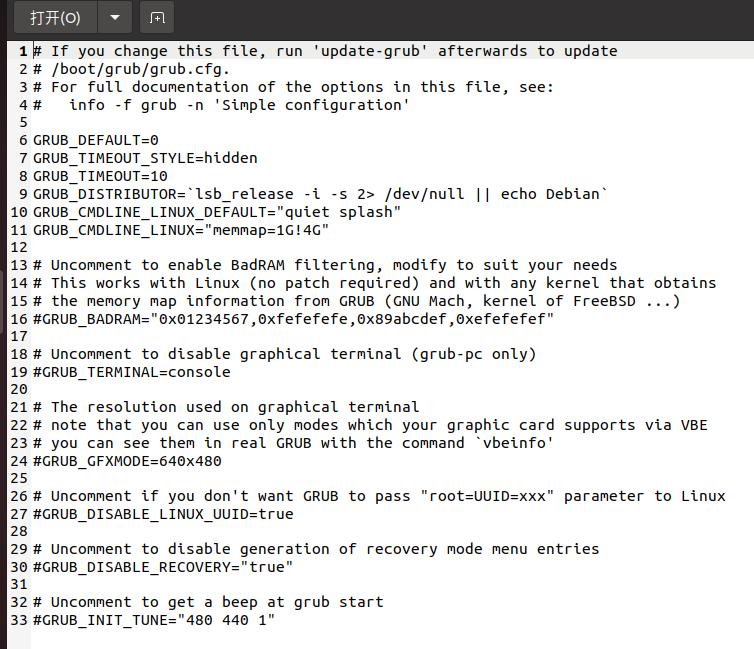 打开(O)
1 # If you change this file, run 'update-grub' afterwards to update
2 # /boot/grub/grub.cfg.
3 # For full documentation of the options in this file, see:
4 #   info -f grub -n 'Simple configuration'
5
6 GRUB_DEFAULT=0
7 GRUB_TIMEOUT_STYLE=hidden
8 GRUB_TIMEOUT=10
9 GRUB_DISTRIBUTOR=`lsb_release -i -s 2> /dev/null || echo Debian`
10 GRUB_CMDLINE_LINUX_DEFAULT="quiet splash"
11 GRUB_CMDLINE_LINUX="memmap=1G!4G"
12
13 # Uncomment to enable BadRAM filtering, modify to suit your needs
14 # This works with Linux (no patch required) and with any kernel that obtains
15 # the memory map information from GRUB (GNU Mach, kernel of FreeBSD ...)
16 #GRUB_BADRAM="0x01234567,0xfefefefe,0x89abcdef,0xefefefef"
17
18 # Uncomment to disable graphical terminal (grub-pc only)
19 #GRUB_TERMINAL=console
20
21 # The resolution used on graphical terminal
22 # note that you can use only modes which your graphic card supports via VBE
23 # you can see them in real GRUB with the command `vbeinfo'
24 #GRUB_GFXMODE=640x480
25
26 # Uncomment if you don't want GRUB to pass "root=UUID=xxx" parameter to Linux
27 #GRUB_DISABLE_LINUX_UUID=true
28
29 # Uncomment to disable generation of recovery mode menu entries
30 #GRUB_DISABLE_RECOVERY="true"
31
32 # Uncomment to get a beep at grub start
33 #GRUB_INIT_TUNE="480 440 1"